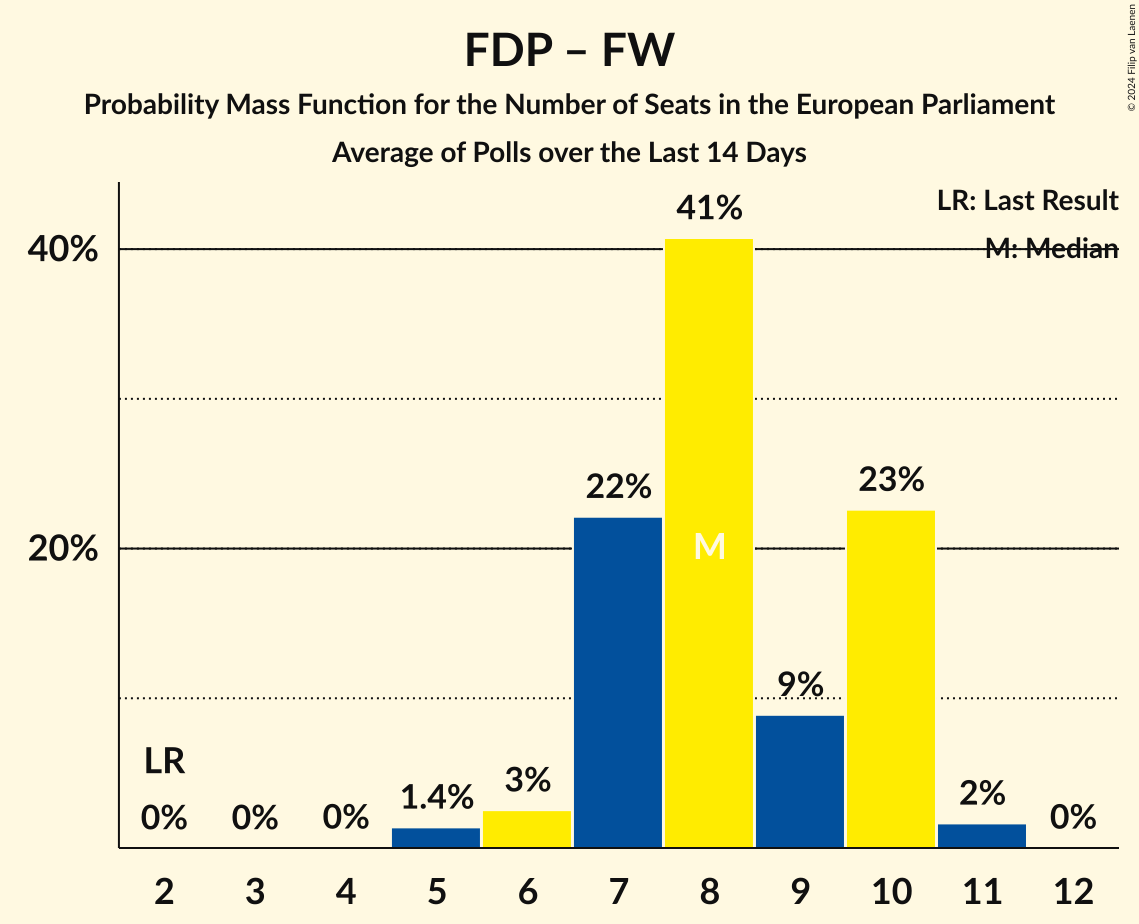 FDP – FW
Probability Mass Function for the Number of Seats in the European Parliament
Average of Polls over the Last 14 Days
© 2024 Filip van Laenen
LR: Last Result
M: Median
40%
20%
LR
0%
0%
0%
1.4%
3%
22%
41%
M
9%
23%
2%
0%
2 3 4 5 6 7 8 9 10 11 12